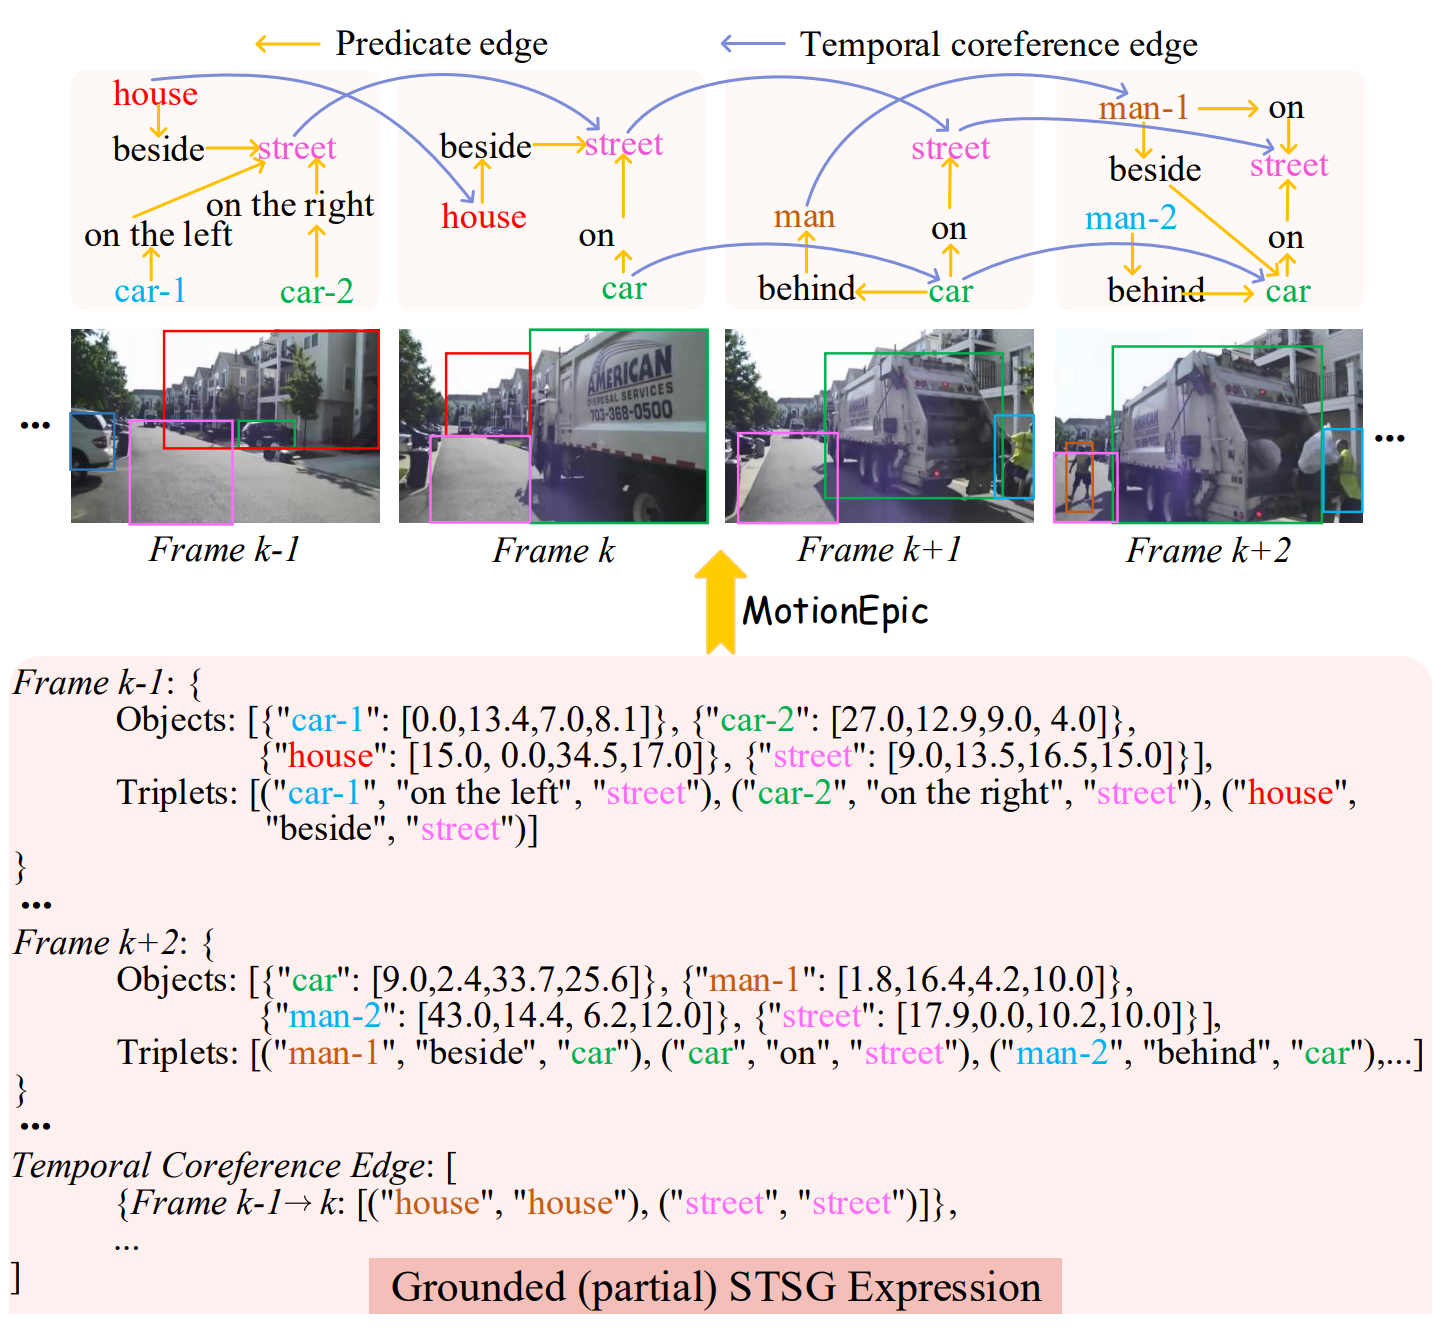 Predicate edge
Temporal coreference edge
house
beside
street
on the right
on the left
car-1
car-2
beside
street
house
on
car
street
man
on
behind
car
man-1
on
beside
street
man-2
on
behind
car
...
AMERICAN
DISPOSAL SERVICES
703-368-0500
AMERICAN
AMERICAN
...
Frame k-1
Frame k
Frame k+1
Frame k+2
MotionEpic
Frame k-1: {
Objects: [{"car-1": [0.0,13.4,7.0,8.1]}, {"car-2": [27.0,12.9,9.0, 4.0]},
{"house": [15.0, 0.0,34.5,17.0]}, {"street": [9.0,13.5,16.5,15.0]}],
Triplets: [("car-1", "on the left", "street"), ("car-2", "on the right", "street"), ("house",
"beside", "street")]
}
...
Frame k+2: {
Objects: [{"car": [9.0,2.4,33.7,25.6]}, {"man-1": [1.8,16.4,4.2,10.0]},
{"man-2": [43.0,14.4, 6.2,12.0]}, {"street": [17.9,0.0,10.2,10.0]}],
Triplets: [("man-1", "beside", "car"), ("car", "on", "street"), ("man-2", "behind", "car"),...]
}
...
Temporal Coreference Edge: [
{Frame k-1→ k: [("house", "house"), ("street", "street")]},
...
]
Grounded (partial) STSG Expression